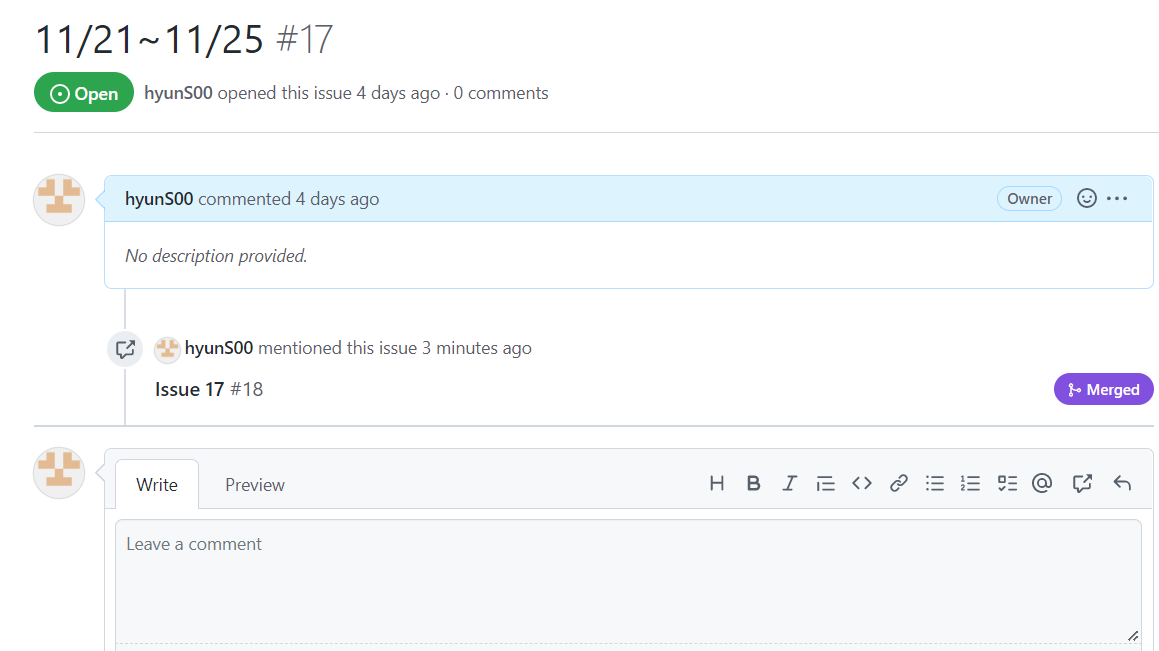 11/21~11/25 #17
Open hyunS00 opened this issue 4 days ago · 0 comments
hyunS00 commented 4 days ago Owner
No description provided.
hyunS00 mentioned this issue 3 minutes ago
Issue 17 #18 Merged
Write Preview
Leave a comment